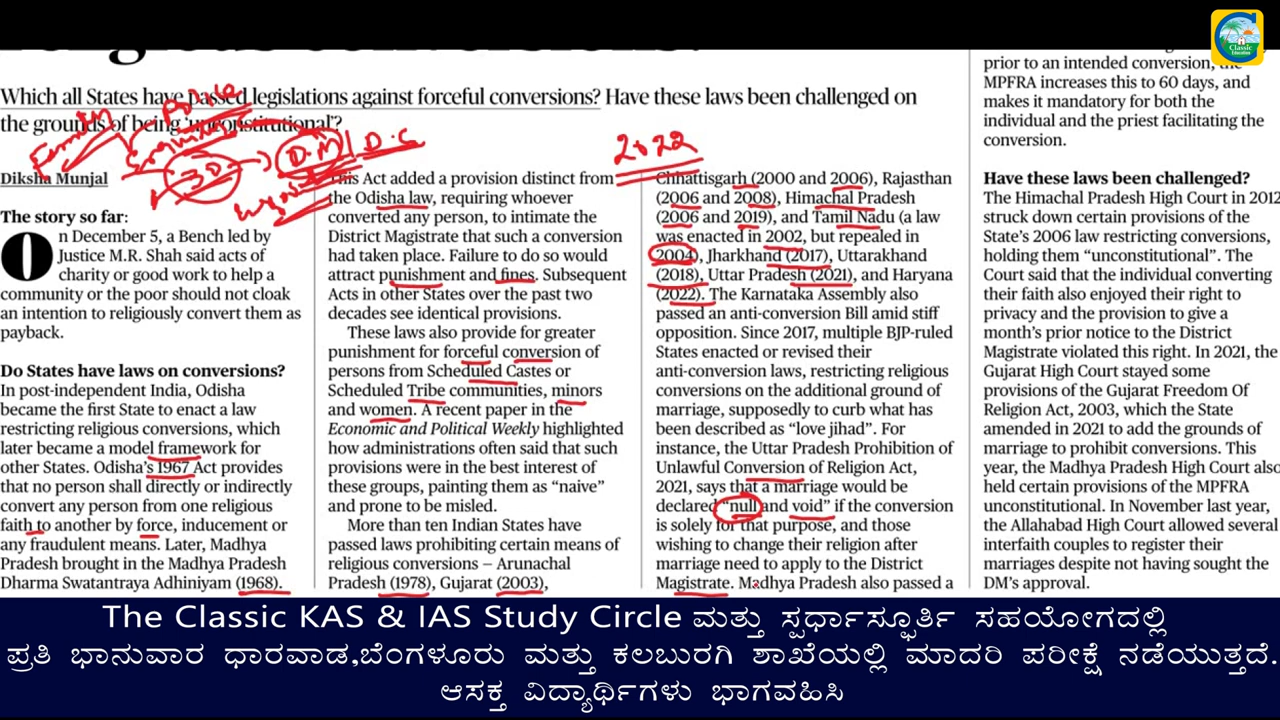 Which all States have passed legislations against forceful conversions? Have these laws been challenged on
the grounds of being 'unconstitutional'?
Diksha Munjal
The story so far:
On December 5, a Bench led by
Justice M.R. Shah said acts of
charity or good work to help a
community or the poor should not cloak
an intention to religiously convert them as
payback.
Do States have laws on conversions?
In post-independent India, Odisha
became the first State to enact a law
restricting religious conversions, which
later became a model framework for
other States. Odisha's 1967 Act provides
that no person shall directly or indirectly
convert any person from one religious
faith to another by force, inducement or
any fraudulent means. Later, Madhya
Pradesh brought in the Madhya Pradesh
Dharma Swatantraya Adhiniyam (1968).
Police
Family
30
D.M
D.C
This Act added a provision distinct from
the Odisha law, requiring whoever
converted any person, to intimate the
District Magistrate that such a conversion
had taken place. Failure to do so would
attract punishment and fines. Subsequent
Acts in other States over the past two
decades see identical provisions.
These laws also provide for greater
punishment for forceful conversion of
persons from Scheduled Castes or
Scheduled Tribe communities, minors
and women. A recent paper in the
Economic and Political Weekly highlighted
how administrations often said that such
provisions were in the best interest of
these groups, painting them as "naive"
and prone to be misled.
More than ten Indian States have
passed laws prohibiting certain means of
religious conversions – Arunachal
Pradesh (1978), Gujarat (2003),
2022
Chhattisgarh (2000 and 2006), Rajasthan
(2006 and 2008), Himachal Pradesh
(2006 and 2019), and Tamil Nadu (a law
was enacted in 2002, but repealed in
2004), Jharkhand (2017), Uttarakhand
(2018), Uttar Pradesh (2021), and Haryana
(2022). The Karnataka Assembly also
passed an anti-conversion Bill amid stiff
opposition. Since 2017, multiple BJP-ruled
States enacted or revised their
anti-conversion laws, restricting religious
conversions on the additional ground of
marriage, supposedly to curb what has
been described as "love jihad". For
instance, the Uttar Pradesh Prohibition of
Unlawful Conversion of Religion Act,
2021, says that a marriage would be
declared "null and void" if the conversion
is solely for that purpose, and those
wishing to change their religion after
marriage need to apply to the District
Magistrate. Madhya Pradesh also passed a
prior to an intended conversion, the
MPFRA increases this to 60 days, and
makes it mandatory for both the
individual and the priest facilitating the
conversion.
Have these laws been challenged?
The Himachal Pradesh High Court in 2012
struck down certain provisions of the
State's 2006 law restricting conversions,
holding them "unconstitutional". The
Court said that the individual converting
their faith also enjoyed their right to
privacy and the provision to give a
month's prior notice to the District
Magistrate violated this right. In 2021, the
Gujarat High Court stayed some
provisions of the Gujarat Freedom Of
Religion Act, 2003, which the State
amended in 2021 to add the grounds of
marriage to prohibit conversions. This
year, the Madhya Pradesh High Court also
held certain provisions of the MPFRA
unconstitutional. In November last year,
the Allahabad High Court allowed several
interfaith couples to register their
marriages despite not having sought the
DM's approval.
Classic
Education
The Classic KAS & IAS Study Circle ಮತ್ತು ಸ್ಪರ್ಧಾಸ್ಫೂರ್ತಿ ಸಹಯೋಗದಲ್ಲಿ
ಪ್ರತಿ ಭಾನುವಾರ ಧಾರವಾಡ,ಬೆಂಗಳೂರು ಮತ್ತು ಕಲಬುರಗಿ ಶಾಖೆಯಲ್ಲಿ ಮಾದರಿ ಪರೀಕ್ಷೆ ನಡೆಯುತ್ತದೆ.
ಆಸಕ್ತ ವಿದ್ಯಾರ್ಥಿಗಳು ಭಾಗವಹಿಸಿ